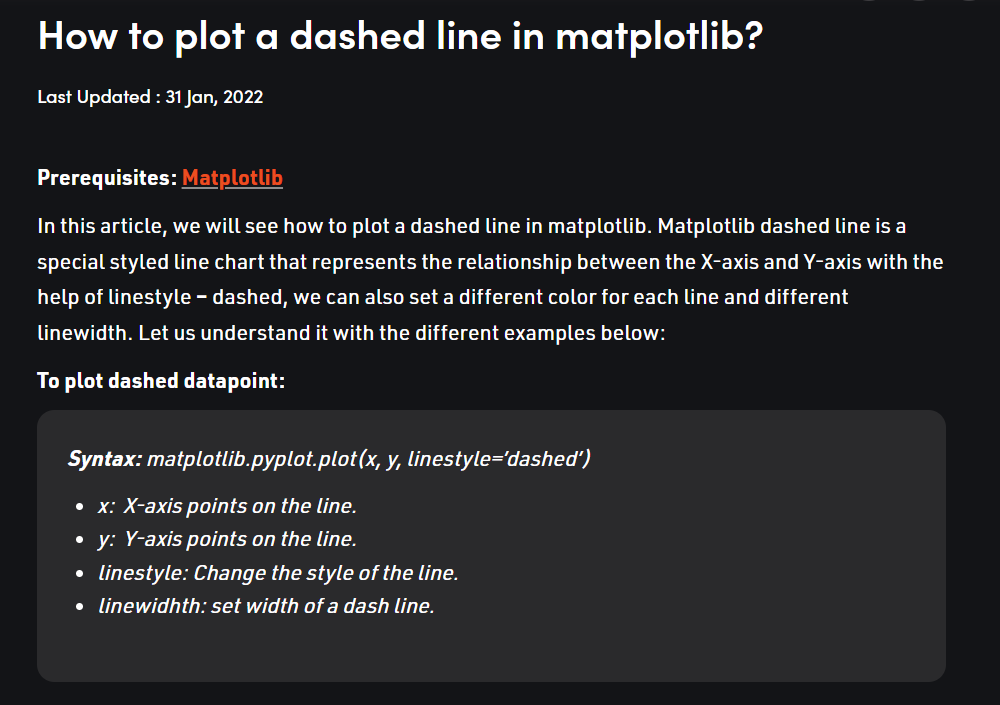 How to plot a dashed line in matplotlib?
Last Updated : 31 Jan, 2022
Prerequisites: Matplotlib
In this article, we will see how to plot a dashed line in matplotlib. Matplotlib dashed line is a
special styled line chart that represents the relationship between the X-axis and Y-axis with the
help of linestyle – dashed, we can also set a different color for each line and different
linewidth. Let us understand it with the different examples below:
To plot dashed datapoint:
Syntax: matplotlib.pyplot.plot(x, y, linestyle=’dashed’)
• x:  X-axis points on the line.
• y:  Y-axis points on the line.
• linestyle: Change the style of the line.
• linewidhth: set width of a dash line.